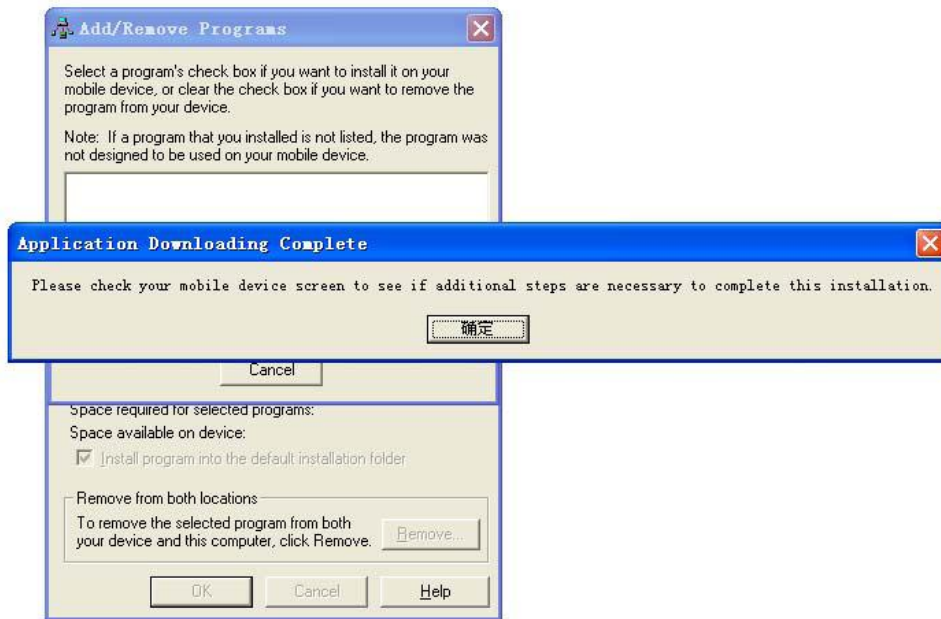 Add/Remove Programs
Select a program's check box if you want to install it on your
mobile device, or clear the check box if you want to remove the
program from your device.
Note: If a program that you installed is not listed, the program was
not designed to be used on your mobile device.
Application Downloading Complete
Please check your mobile device screen to see if additional steps are necessary to complete this installation.
确定
Cancel
Space required for selected programs:
Space available on device:
Install program into the default installation folder
Remove from both locations
To remove the selected program from both
your device and this computer, click Remove.
Remove...
OK
Cancel
Help